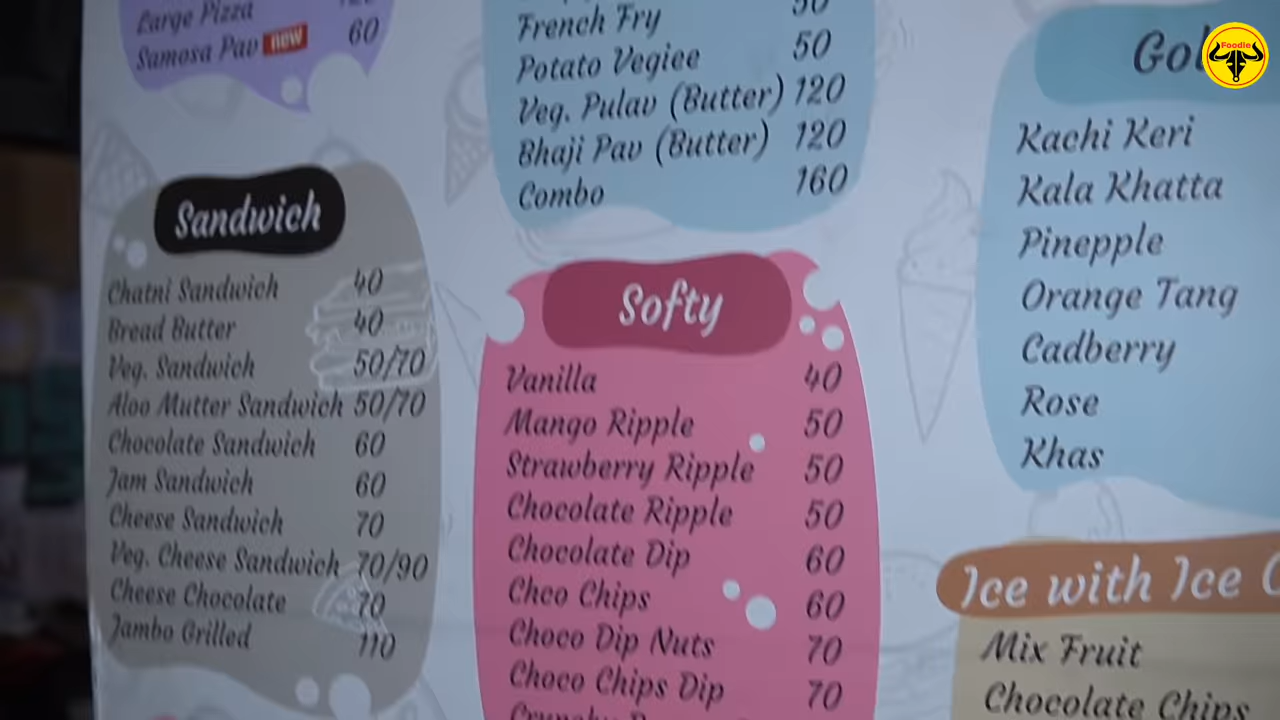 Large Pizza
Samosa Pav new 60
Sandwich
Chatni Sandwich 40
Bread Butter 40
Veg. Sandwich 50/70
Aloo Mutter Sandwich 50/70
Chocolate Sandwich 60
Jam Sandwich 60
Cheese Sandwich 70
Veg. Cheese Sandwich 70/90
Cheese Chocolate 70
Jambo Grilled 110
French Fry 50
Potato Vegiee 50
Veg. Pulav (Butter) 120
Bhaji Pav (Butter) 120
Combo 160
Softy
Vanilla 40
Mango Ripple 50
Strawberry Ripple 50
Chocolate Ripple 50
Chocolate Dip 60
Chco Chips 60
Choco Dip Nuts 70
Choco Chips Dip 70
Gol
Kachi Keri
Kala Khatta
Pinepple
Orange Tang
Cadberry
Rose
Khas
Ice with Ice
Mix Fruit
Chocolate Chips
Foodie